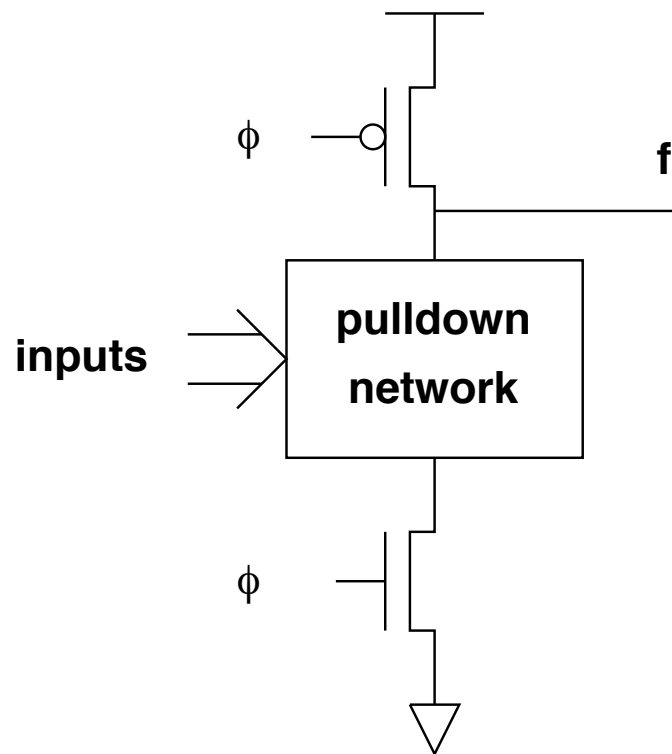 ϕ
f
pulldown
inputs
network
ϕ